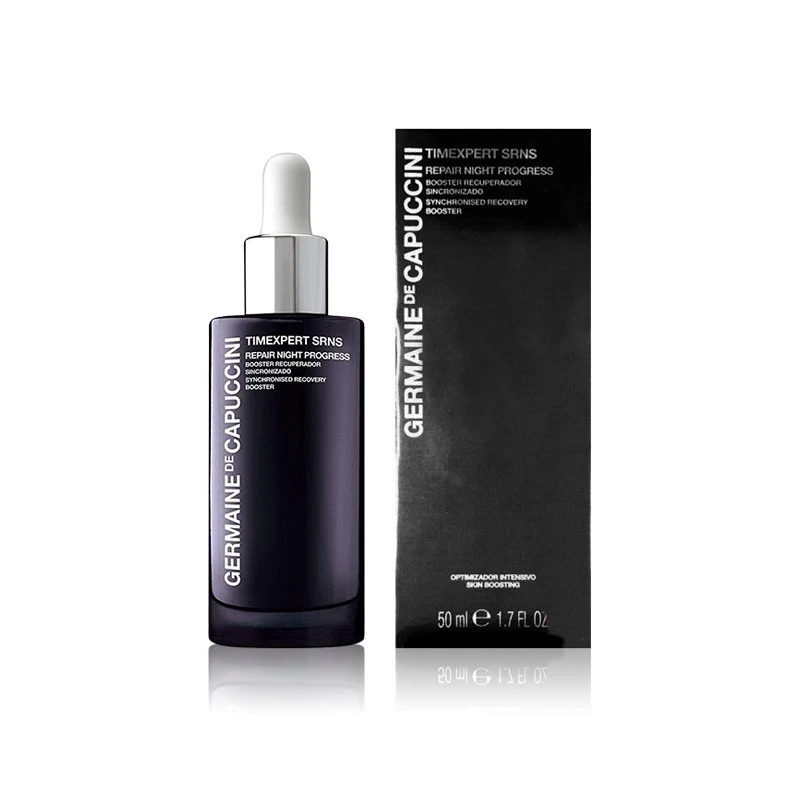 GERMAINE DE CAPUCCINI
TIMEXPERT SRNS
REPAIR NIGHT PROGRESS
BOOSTER RECUPERADOR
SINCRONIZADO
SYNCHRONISED RECOVERY
BOOSTER
GERMAINE DE CAPUCCINI
TIMEXPERT SRNS
REPAIR NIGHT PROGRESS
BOOSTER RECUPERADOR
SINCRONIZADO
SYNCHRONISED RECOVERY
BOOSTER
OPTIMIZADOR INTENSIVO
SKIN BOOSTING
50 ml ℮ 1.7 FL OZ